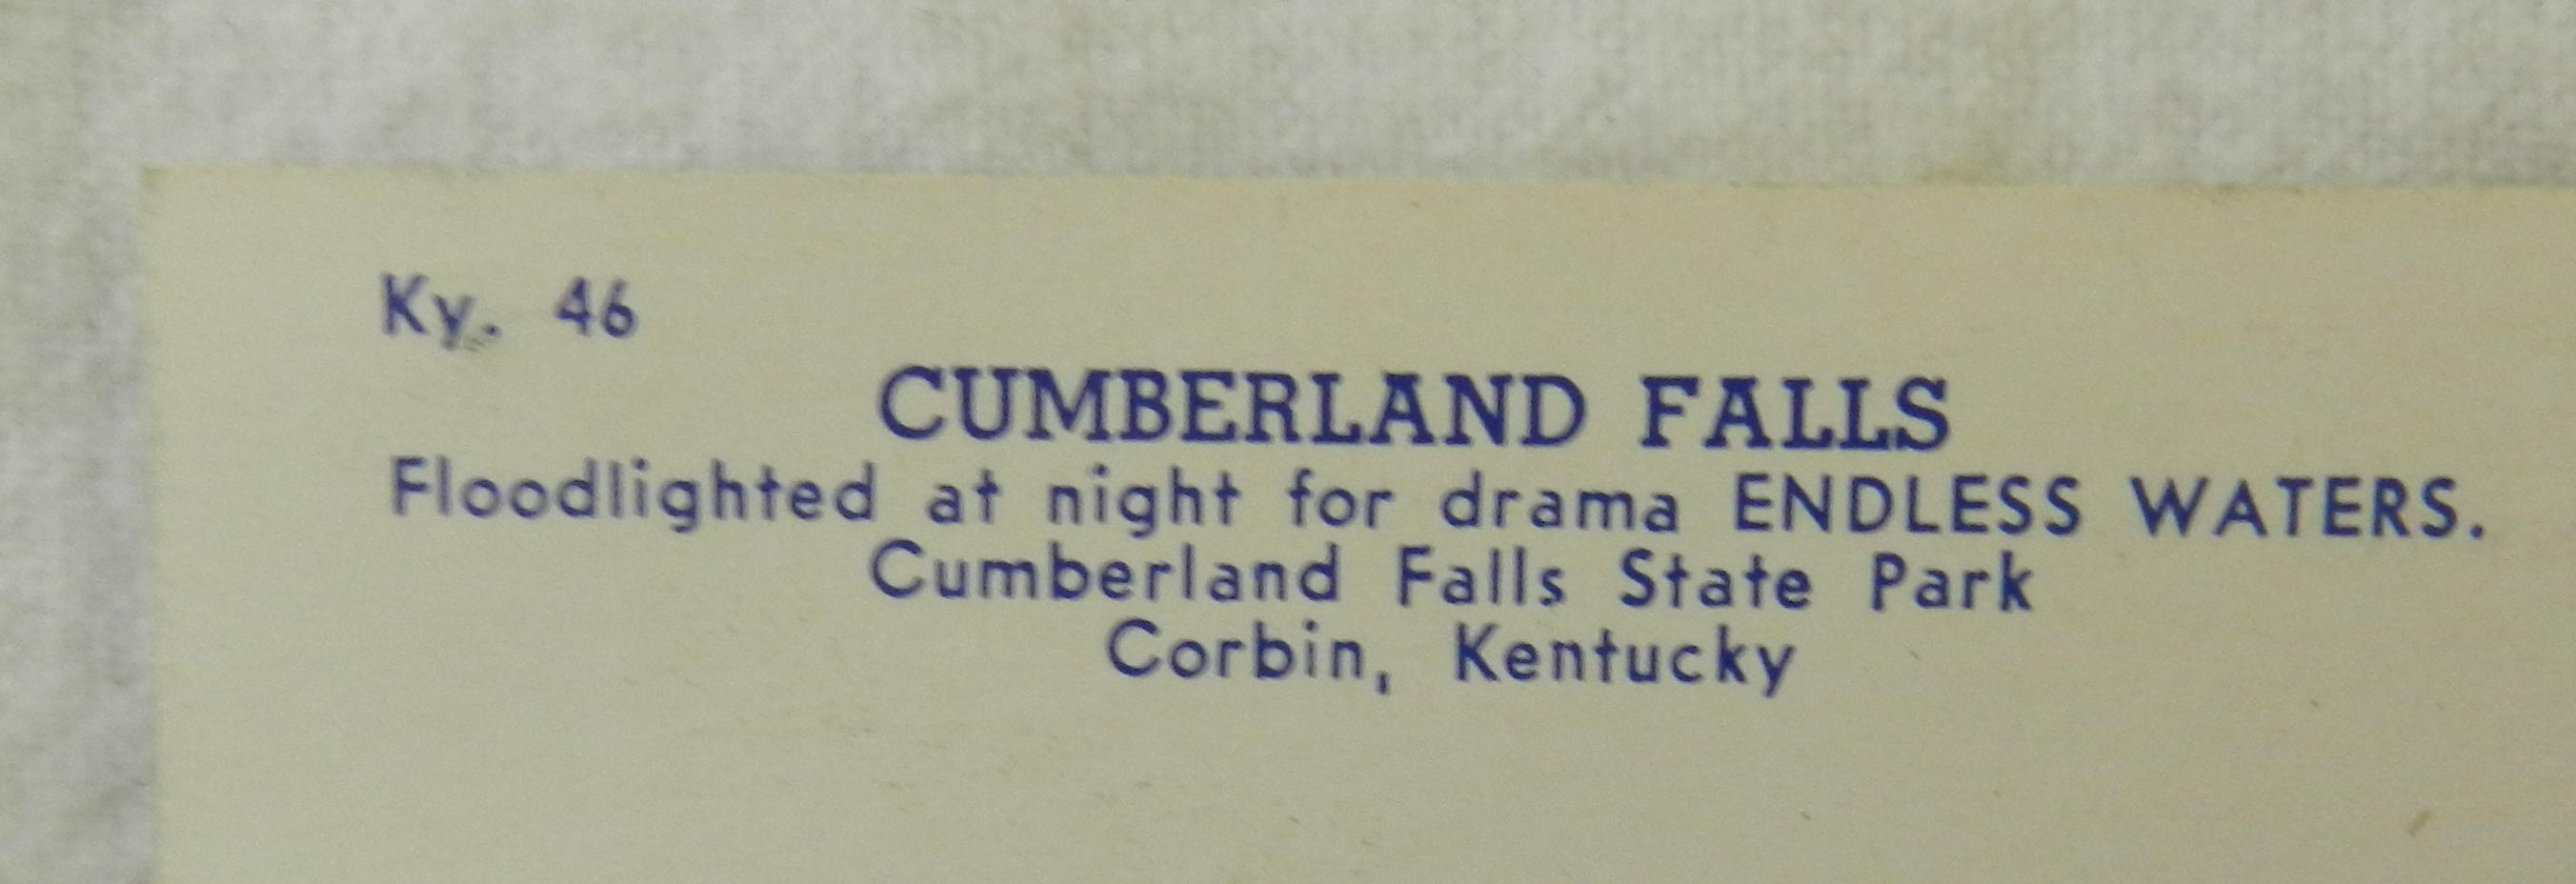 Ky. 46
CUMBERLAND FALLS
Floodlighted at night for drama ENDLESS WATERS.
Cumberland Falls State Park
Corbin, Kentucky